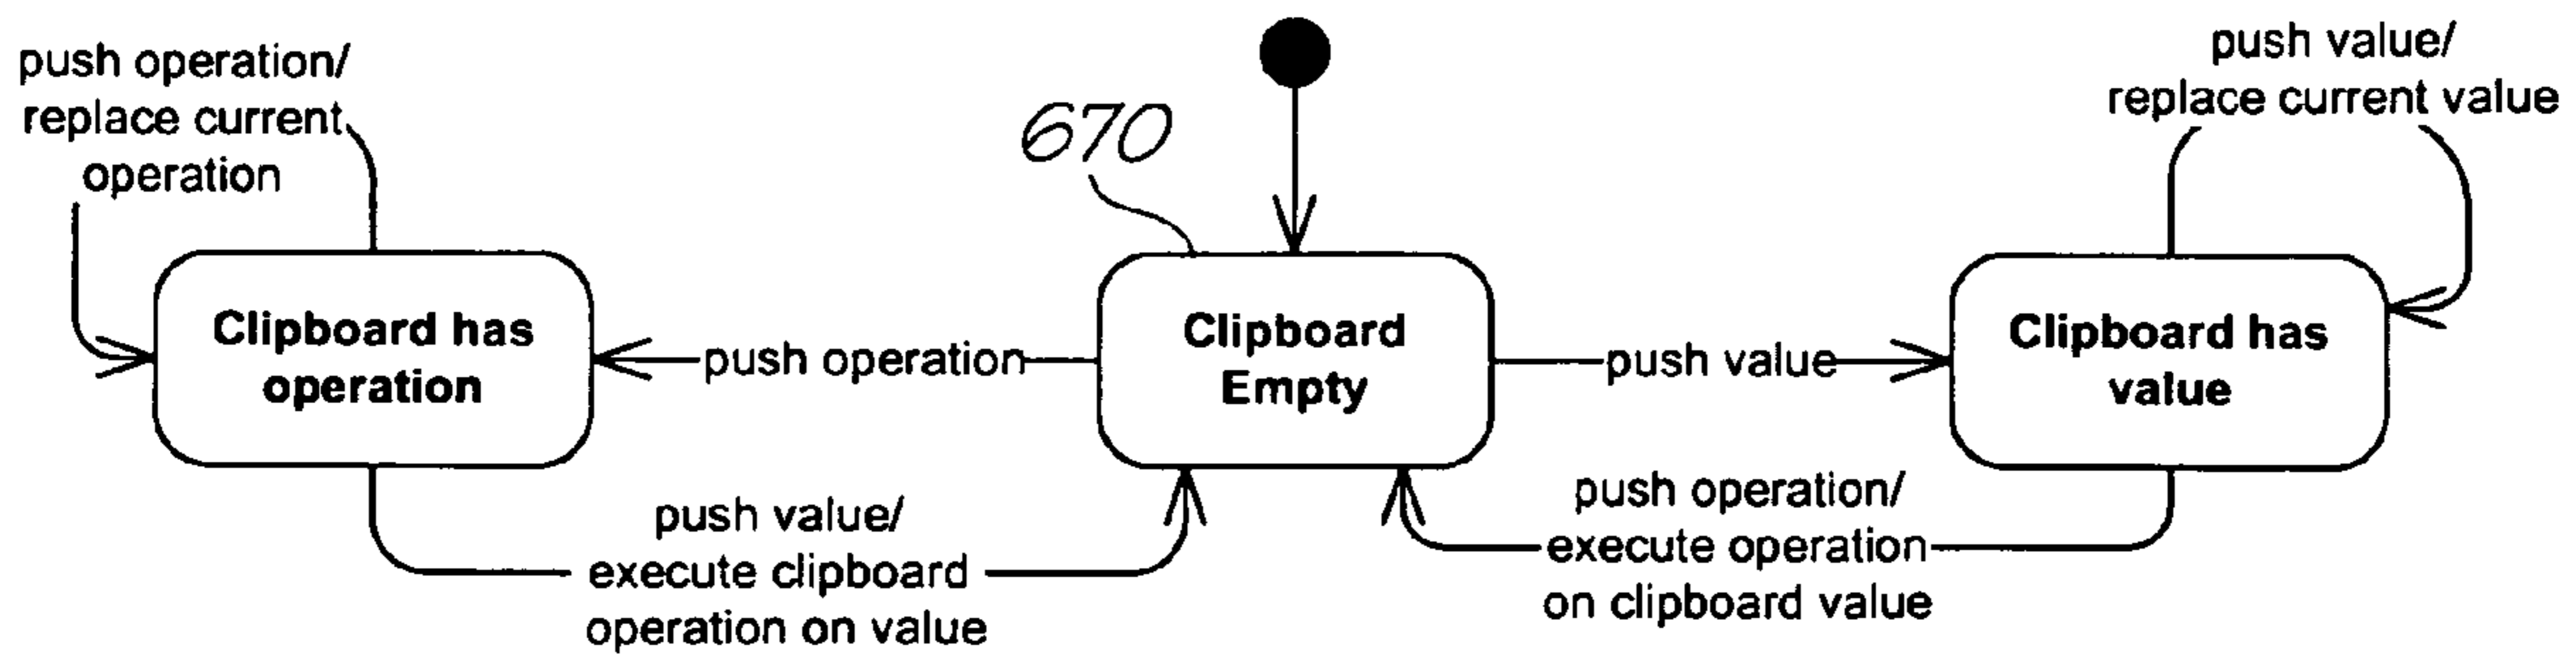 push operation/
replace current
operation
670
push value/
replace current value
Clipboard has
operation
push operation
Clipboard
Empty
push value
Clipboard has
value
push value/
execute clipboard
operation on value
push operation/
execute operation
on clipboard value